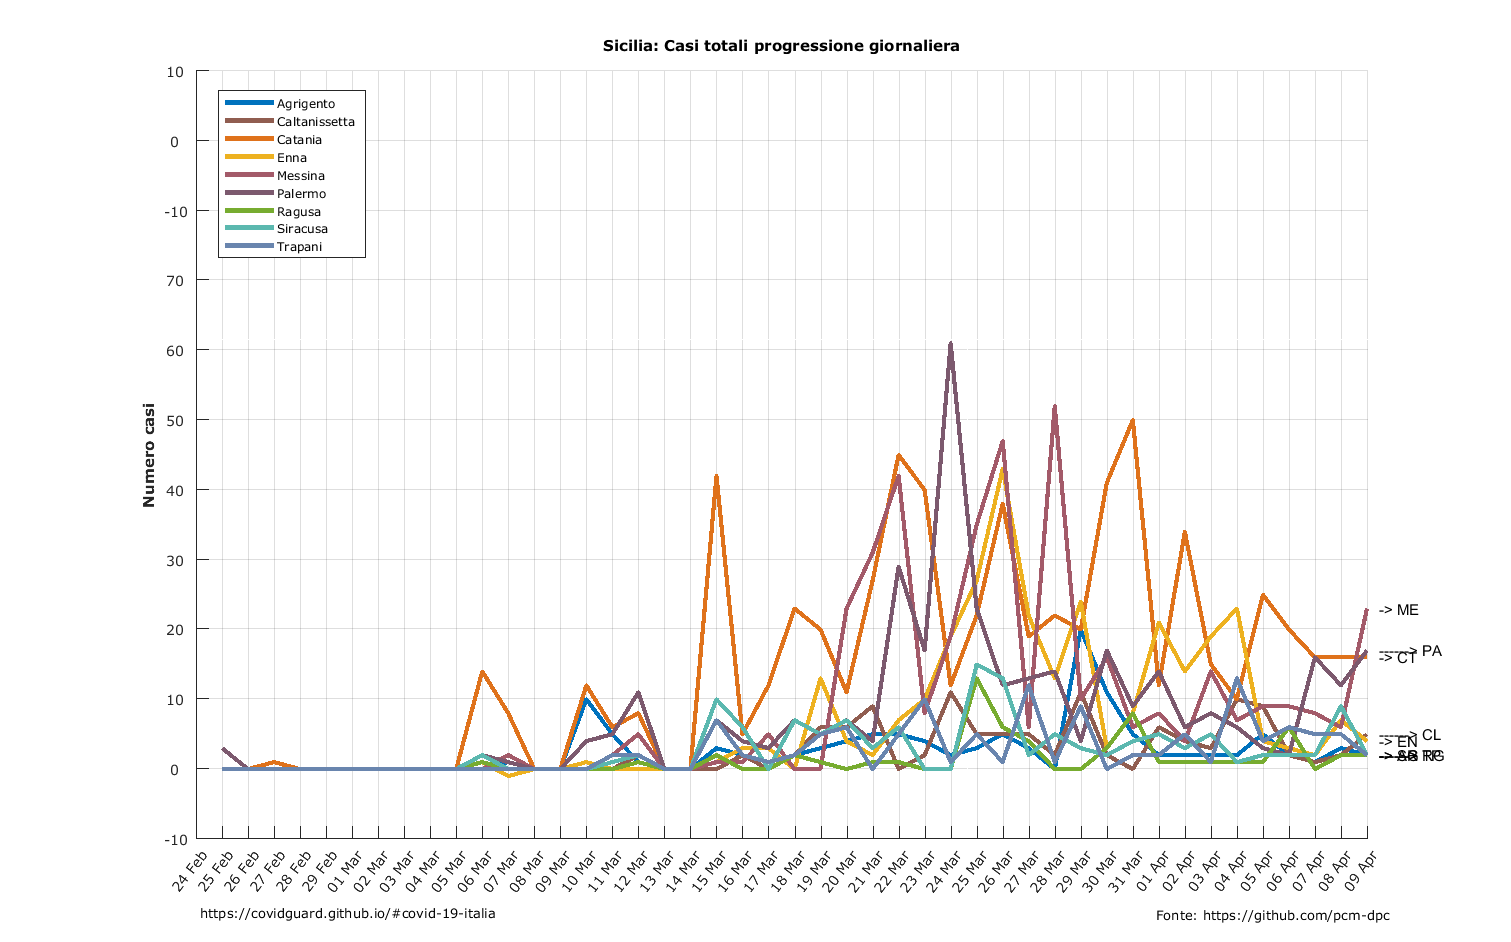 Sicilia: Casi totali progressione giornaliera
10
0
-10
70
60
50
40
30
20
10
0
-10
Numero casi
Agrigento
Caltanissetta
Catania
Enna
Messina
Palermo
Ragusa
Siracusa
Trapani
-> ME
-> PA
-> CT
-> CL
-> EN
24 Feb
25 Feb
26 Feb
27 Feb
28 Feb
29 Feb
01 Mar
02 Mar
03 Mar
04 Mar
05 Mar
06 Mar
07 Mar
08 Mar
09 Mar
10 Mar
11 Mar
12 Mar
13 Mar
14 Mar
15 Mar
16 Mar
17 Mar
18 Mar
19 Mar
20 Mar
21 Mar
22 Mar
23 Mar
24 Mar
25 Mar
26 Mar
27 Mar
28 Mar
29 Mar
30 Mar
31 Mar
01 Apr
02 Apr
03 Apr
04 Apr
05 Apr
06 Apr
07 Apr
08 Apr
09 Apr
https://covidguard.github.io/#covid-19-italia
Fonte: https://github.com/pcm-dpc